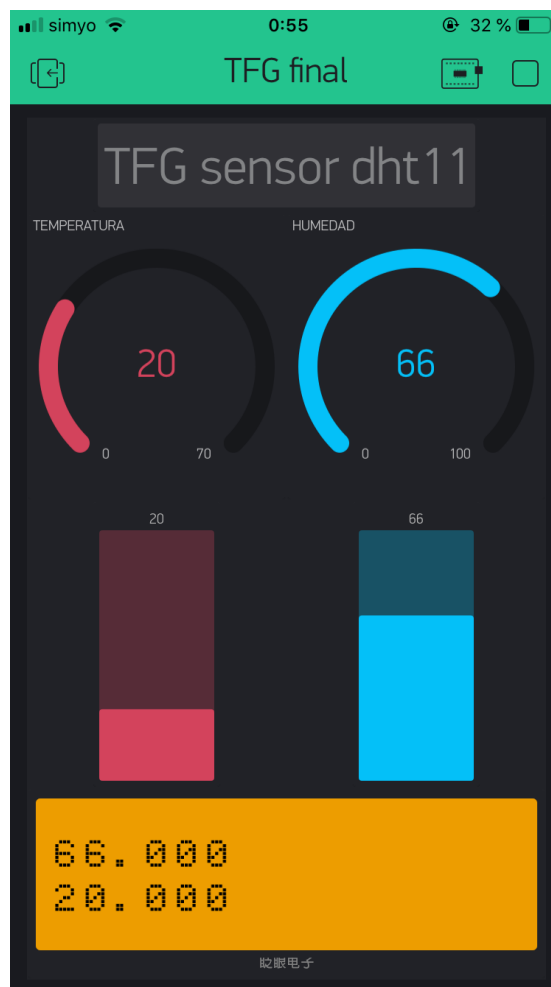 simyo 0:55 32 %
TFG final
TFG sensor dht11
TEMPERATURA HUMEDAD
20 66
0 70 0 100
20 66
66.000
20.000
眨眼电子